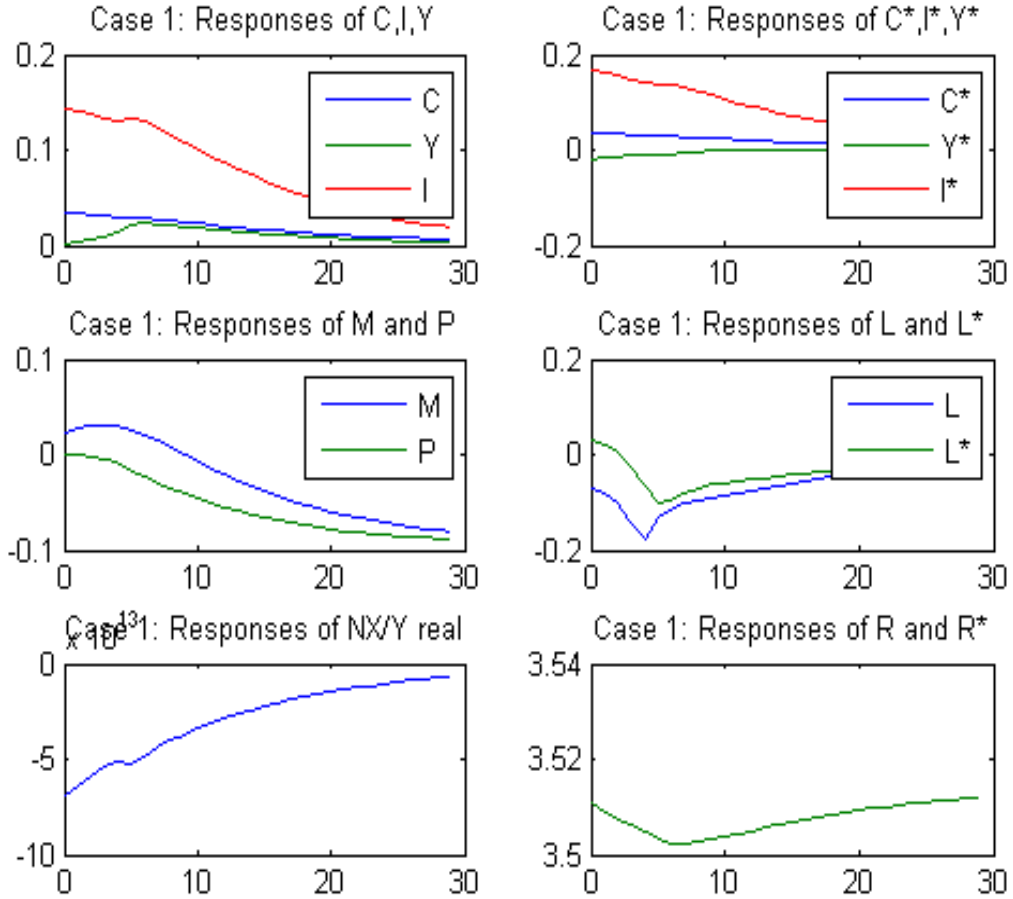 Case 1: Responses of C,I,Y
0.2
0.1
0
C
Y
I
0
10
20
30
Case 1: Responses of C*,I*,Y*
0.2
0
-0.2
C*
Y*
I*
0
10
20
30
Case 1: Responses of M and P
0.1
0
-0.1
M
P
0
10
20
30
Case 1: Responses of L and L*
0.2
0
-0.2
L
L*
0
10
20
30
Case 1: Responses of NX/Y real
0
-5
-10
0
10
20
30
Case 1: Responses of R and R*
3.54
3.52
3.5
0
10
20
30